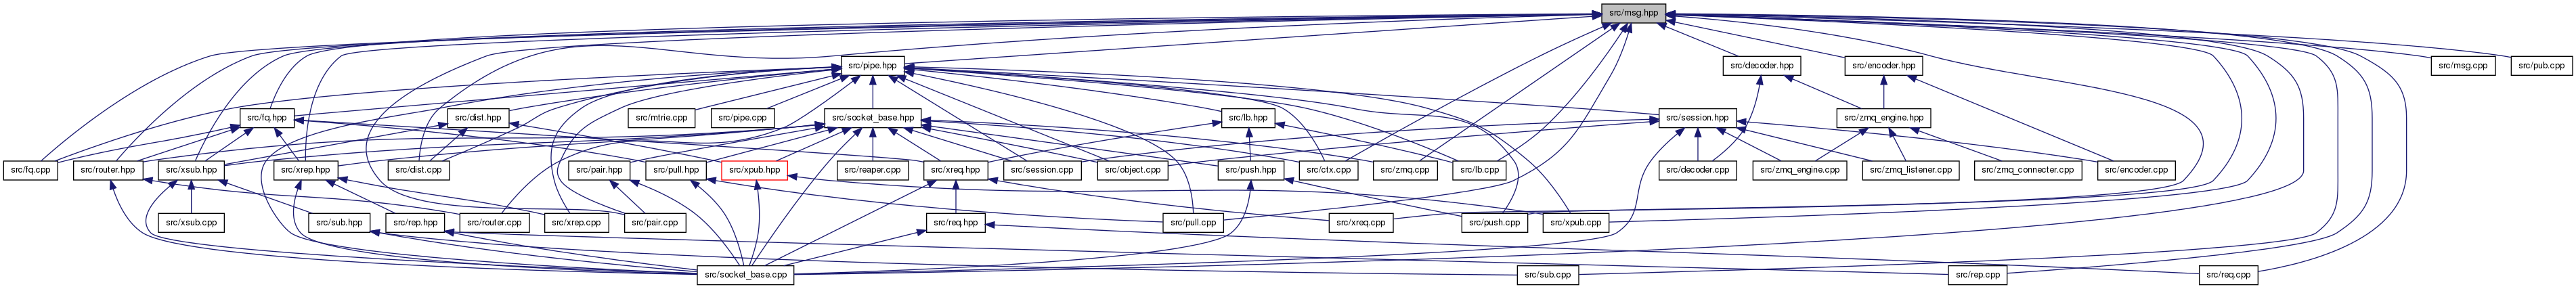 src/msg.hpp
src/pipe.hpp
src/decoder.hpp
src/encoder.hpp
src/msg.cpp
src/pub.cpp
src/fq.hpp
src/dist.hpp
src/mtrie.cpp
src/pipe.cpp
src/socket_base.hpp
src/lb.hpp
src/session.hpp
src/zmq_engine.hpp
src/fq.cpp
src/router.hpp
src/xsub.hpp
src/xrep.hpp
src/dist.cpp
src/pair.hpp
src/pull.hpp
src/xpub.hpp
src/reaper.cpp
src/xreq.hpp
src/session.cpp
src/object.cpp
src/push.hpp
src/ctx.cpp
src/zmq.cpp
src/lb.cpp
src/decoder.cpp
src/zmq_engine.cpp
src/zmq_listener.cpp
src/zmq_connecter.cpp
src/encoder.cpp
src/xsub.cpp
src/sub.hpp
src/rep.hpp
src/router.cpp
src/xrep.cpp
src/pair.cpp
src/req.hpp
src/pull.cpp
src/xreq.cpp
src/push.cpp
src/xpub.cpp
src/socket_base.cpp
src/sub.cpp
src/rep.cpp
src/req.cpp